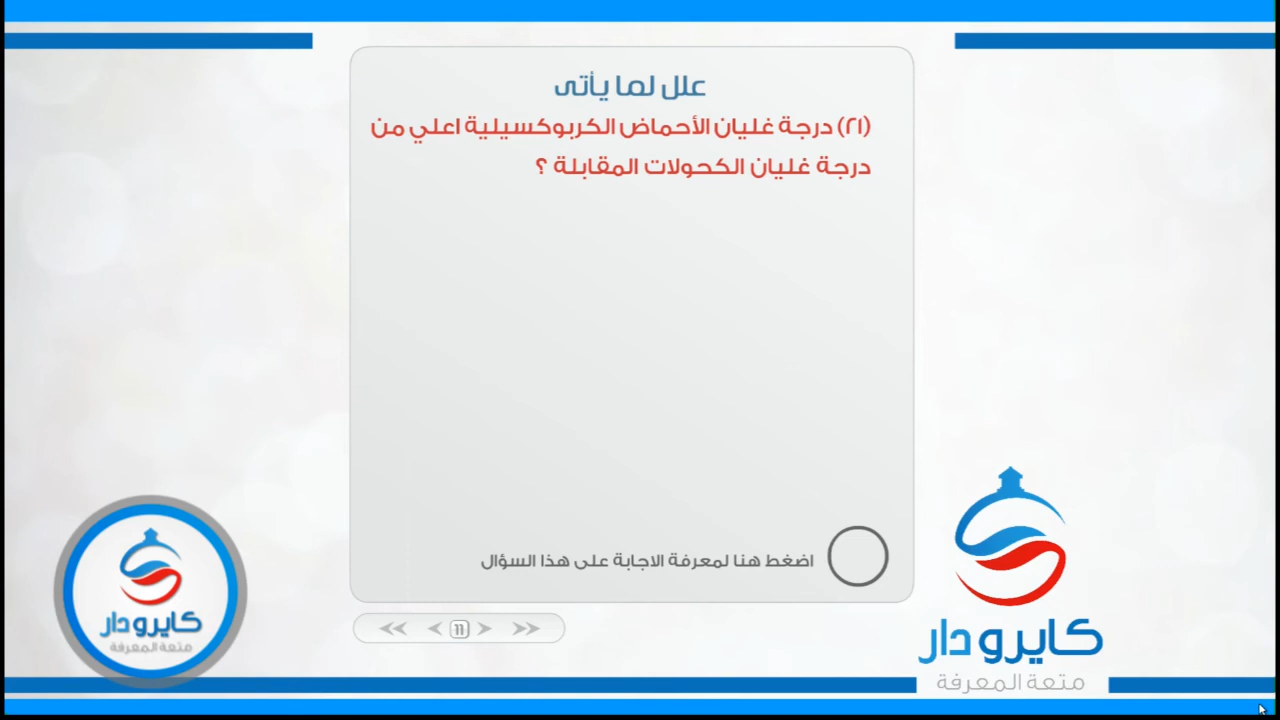 علل لما يأتى
(٢١) درجة غليان الأحماض الكربوكسيلية اعلي من
درجة غليان الكحولات المقابلة ؟
اضغط هنا لمعرفة الاجابة على هذا السؤال
١١
كايرو دار
متعة المعرفة
كايرو دار
متعة المعرفة